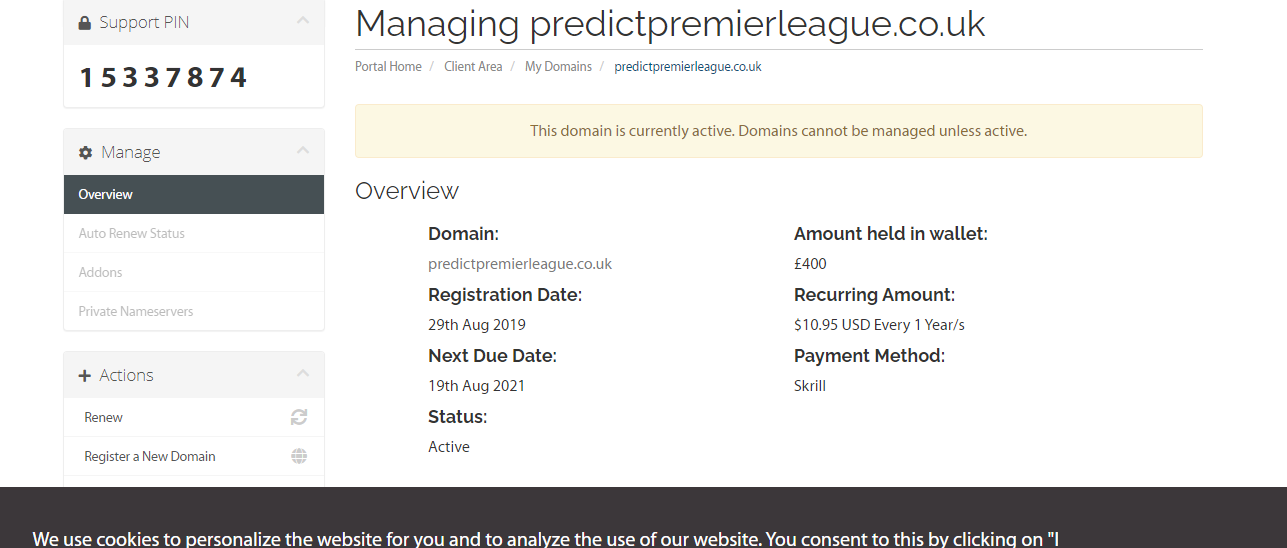 Support PIN
15337874
Manage
Overview
Auto Renew Status
Addons
Private Nameservers
Actions
Renew
Register a New Domain
Managing predictpremierleague.co.uk
Portal Home / Client Area / My Domains / predictpremierleague.co.uk
This domain is currently active. Domains cannot be managed unless active.
Overview
Domain:
predictpremierleague.co.uk
Registration Date:
29th Aug 2019
Next Due Date:
19th Aug 2021
Status:
Active
Amount held in wallet:
£400
Recurring Amount:
$10.95 USD Every 1 Year/s
Payment Method:
Skrill
We use cookies to personalize the website for you and to analyze the use of our website. You consent to this by clicking on "I